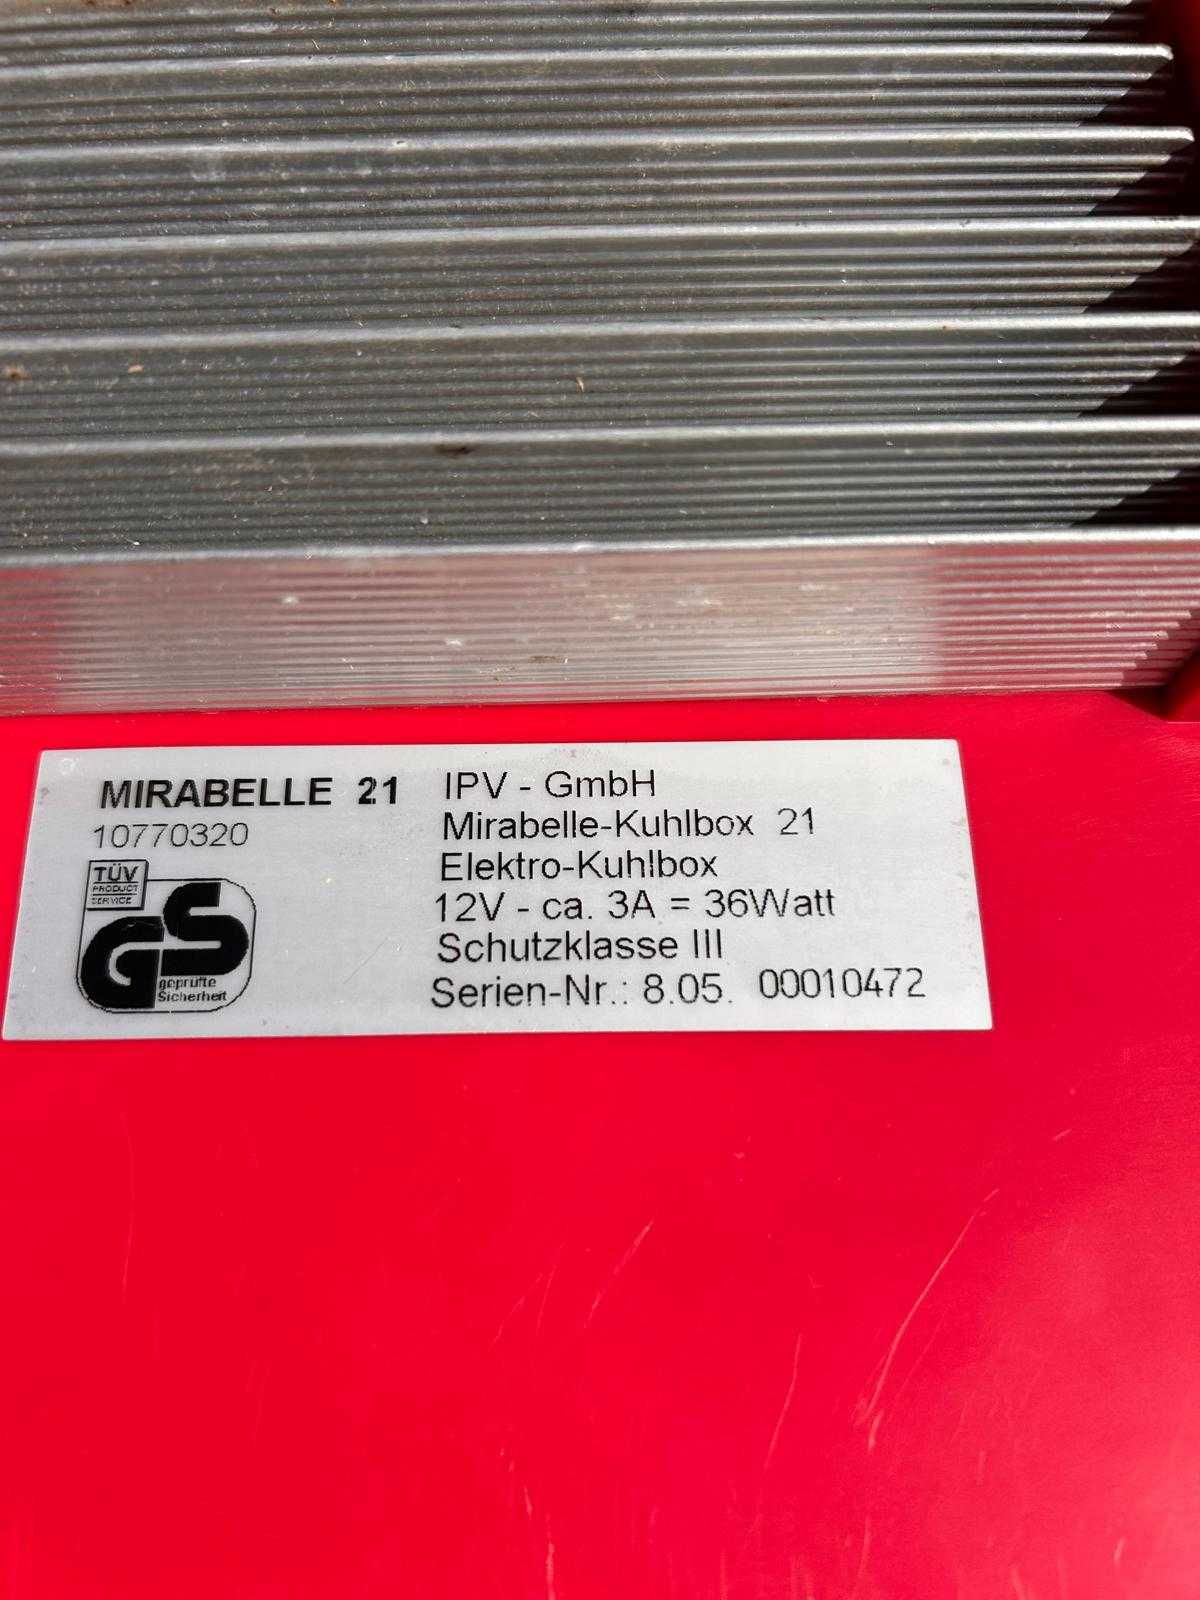 MIRABELLE 21
10770320
TÜV
PRODUCT
SERVICE
GS
geprüfte
Sicherheit
IPV - GmbH
Mirabelle-Kuhlbox 21
Elektro-Kuhlbox
12V - ca. 3A = 36Watt
Schutzklasse III
Serien-Nr.: 8.05. 00010472